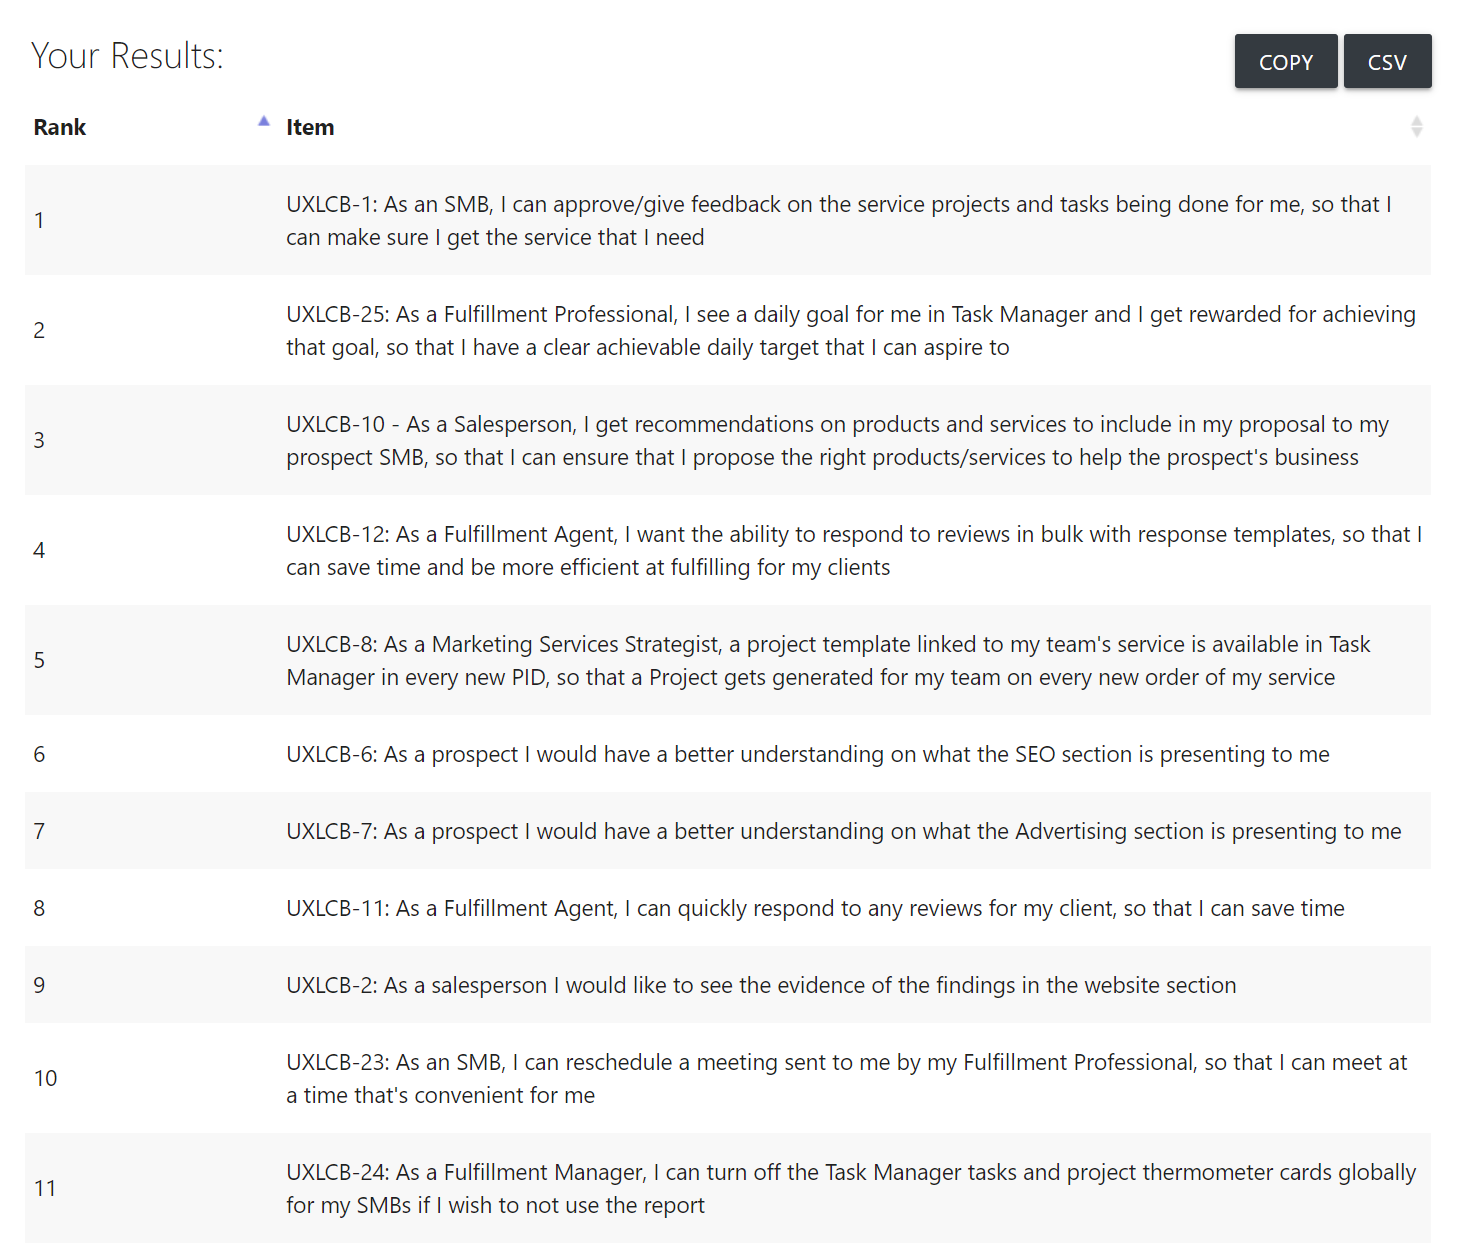 Your Results:
COPY
CSV
Rank
Item
1
UXLCB-1: As an SMB, I can approve/give feedback on the service projects and tasks being done for me, so that I
can make sure I get the service that I need
2
UXLCB-25: As a Fulfillment Professional, I see a daily goal for me in Task Manager and I get rewarded for achieving
that goal, so that I have a clear achievable daily target that I can aspire to
3
UXLCB-10 - As a Salesperson, I get recommendations on products and services to include in my proposal to my
prospect SMB, so that I can ensure that I propose the right products/services to help the prospect's business
4
UXLCB-12: As a Fulfillment Agent, I want the ability to respond to reviews in bulk with response templates, so that I
can save time and be more efficient at fulfilling for my clients
5
UXLCB-8: As a Marketing Services Strategist, a project template linked to my team's service is available in Task
Manager in every new PID, so that a Project gets generated for my team on every new order of my service
6
UXLCB-6: As a prospect I would have a better understanding on what the SEO section is presenting to me
7
UXLCB-7: As a prospect I would have a better understanding on what the Advertising section is presenting to me
8
UXLCB-11: As a Fulfillment Agent, I can quickly respond to any reviews for my client, so that I can save time
9
UXLCB-2: As a salesperson I would like to see the evidence of the findings in the website section
10
UXLCB-23: As an SMB, I can reschedule a meeting sent to me by my Fulfillment Professional, so that I can meet at
a time that's convenient for me
11
UXLCB-24: As a Fulfillment Manager, I can turn off the Task Manager tasks and project thermometer cards globally
for my SMBs if I wish to not use the report